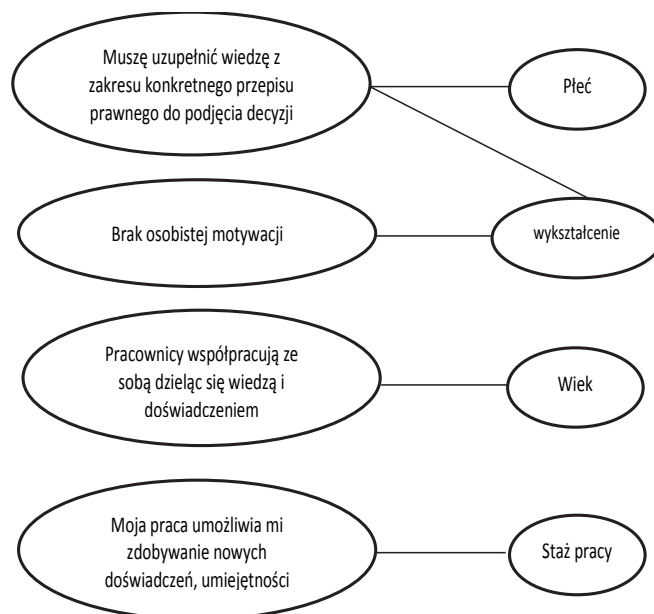 Muszę uzupełnić wiedzę z
zakresu konkretnego przepisu
prawnego do podjęcia decyzji
Płeć
Brak osobistej motywacji
wykształcenie
Pracownicy współpracują ze
sobą dzieląc się wiedzą i
doświadczeniem
Wiek
Moja praca umożliwia mi
zdobywanie nowych
doświadczeń, umiejętności
Staż pracy